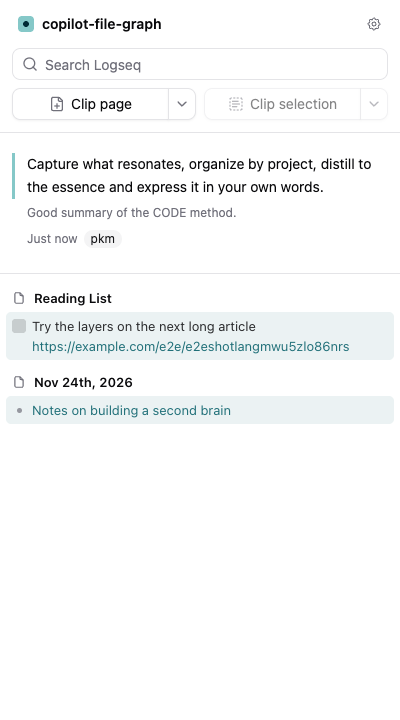 copilot-file-graph
Search Logseq
Clip page
Clip selection
Capture what resonates, organize by project, distill to
the essence and express it in your own words.
Good summary of the CODE method.
Just now pkm
Reading List
Try the layers on the next long article
https://example.com/e2e/e2eshotlangmwu5zlo86nrs
Nov 24th, 2026
Notes on building a second brain